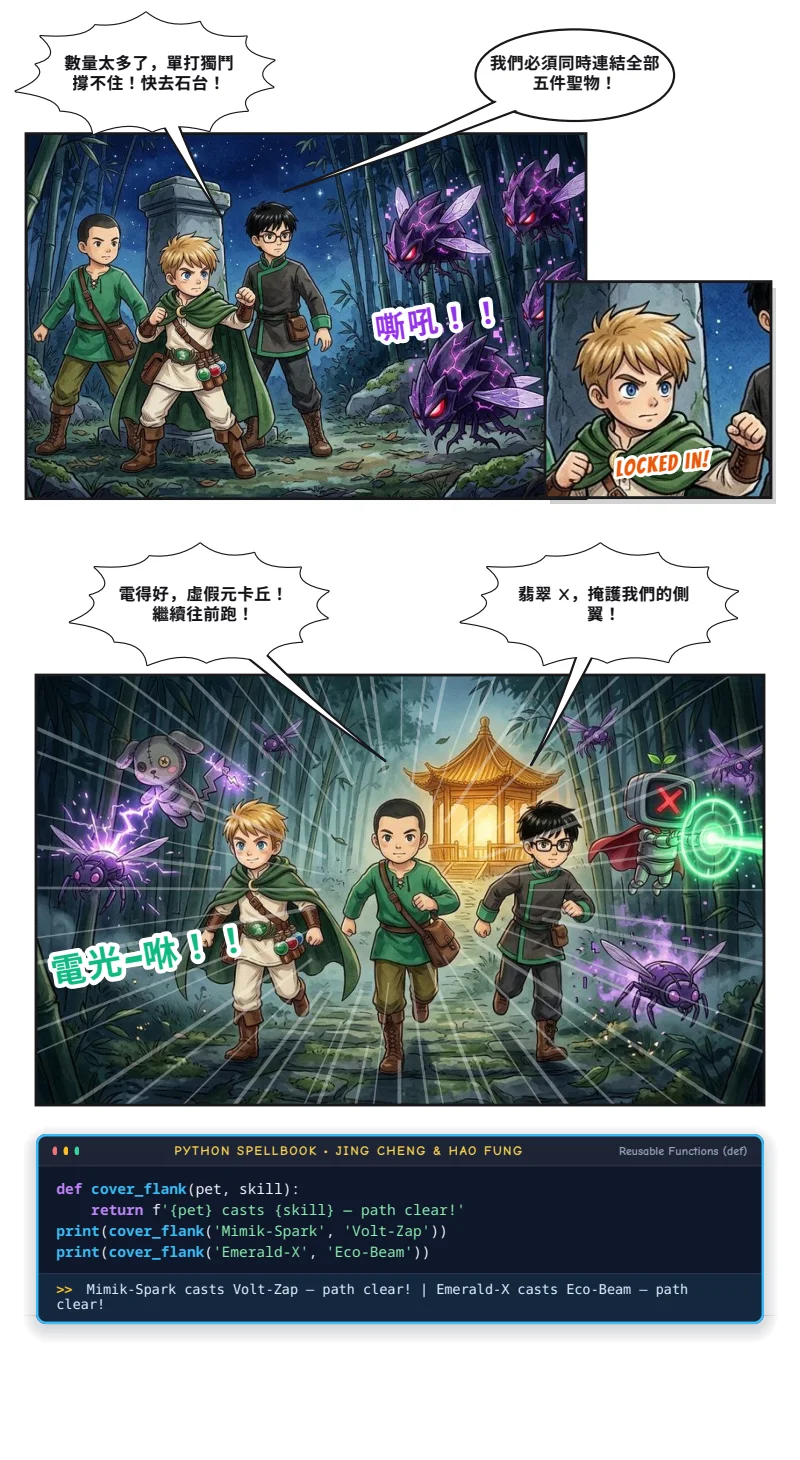 數量太多了，單打獨鬥
撐不住！快去石台！
我們必須同時連結全部
五件聖物！
嘶吼！！
LOCKED IN!
電得好，虛假元卡丘！
繼續往前跑！
翡翠 X，掩護我們的側
翼！
電光—咻！！
PYTHON SPELLBOOK • JING CHENG & HAO FUNG
Reusable Functions (def)
def cover_flank(pet, skill):
    return f'{pet} casts {skill} — path clear!'
print(cover_flank('Mimik-Spark', 'Volt-Zap'))
print(cover_flank('Emerald-X', 'Eco-Beam'))
>> Mimik-Spark casts Volt-Zap — path clear! | Emerald-X casts Eco-Beam — path
clear!